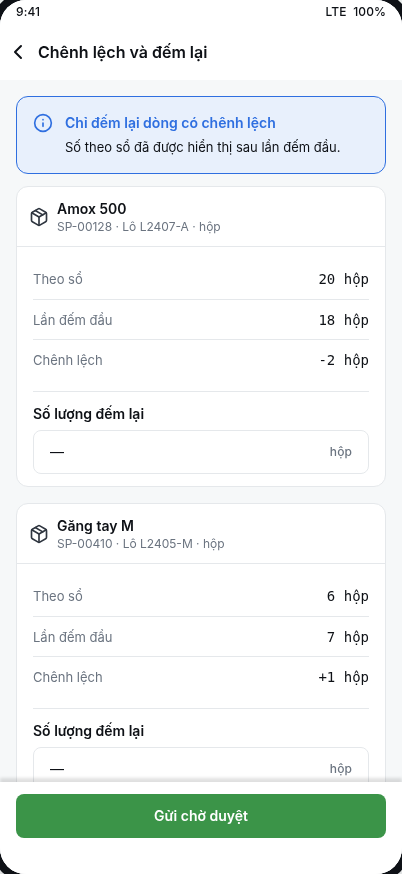 9:41
LTE 100%
Chênh lệch và đếm lại
Chỉ đếm lại dòng có chênh lệch
Số theo sổ đã được hiển thị sau lần đếm đầu.
Amox 500
SP-00128 · Lô L2407-A · hộp
Theo sổ
20 hộp
Lần đếm đầu
18 hộp
Chênh lệch
-2 hộp
Số lượng đếm lại
—
hộp
Găng tay M
SP-00410 · Lô L2405-M · hộp
Theo sổ
6 hộp
Lần đếm đầu
7 hộp
Chênh lệch
+1 hộp
Số lượng đếm lại
—
hộp
Gửi chờ duyệt